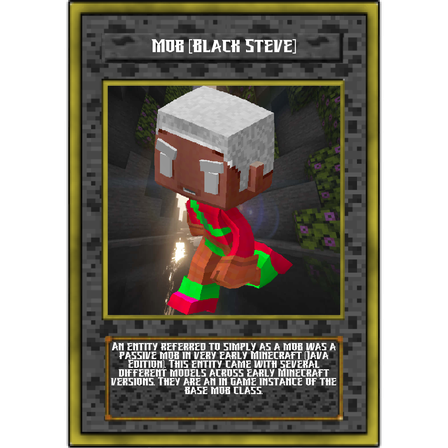 MOB [BLACK STEVE]
AN ENTITY REFERRED TO SIMPLY AS A MOB WAS A
PASSIVE MOB IN VERY EARLY MINECRAFT [JAVA
EDITION]. THIS ENTITY CAME WITH SEVERAL
DIFFERENT MODELS ACROSS EARLY MINECRAFT
VERSIONS. THEY ARE AN IN GAME INSTANCE OF THE
BASE MOB CLASS.